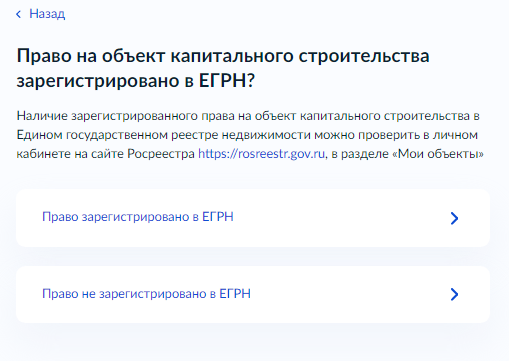 Назад
Право на объект капитального строительства
зарегистрировано в ЕГРН?
Наличие зарегистрированного права на объект капитального строительства в
Едином государственном реестре недвижимости можно проверить в личном
кабинете на сайте Росреестра https://rosreestr.gov.ru, в разделе «Мои объекты»
Право зарегистрировано в ЕГРН
Право не зарегистрировано в ЕГРН